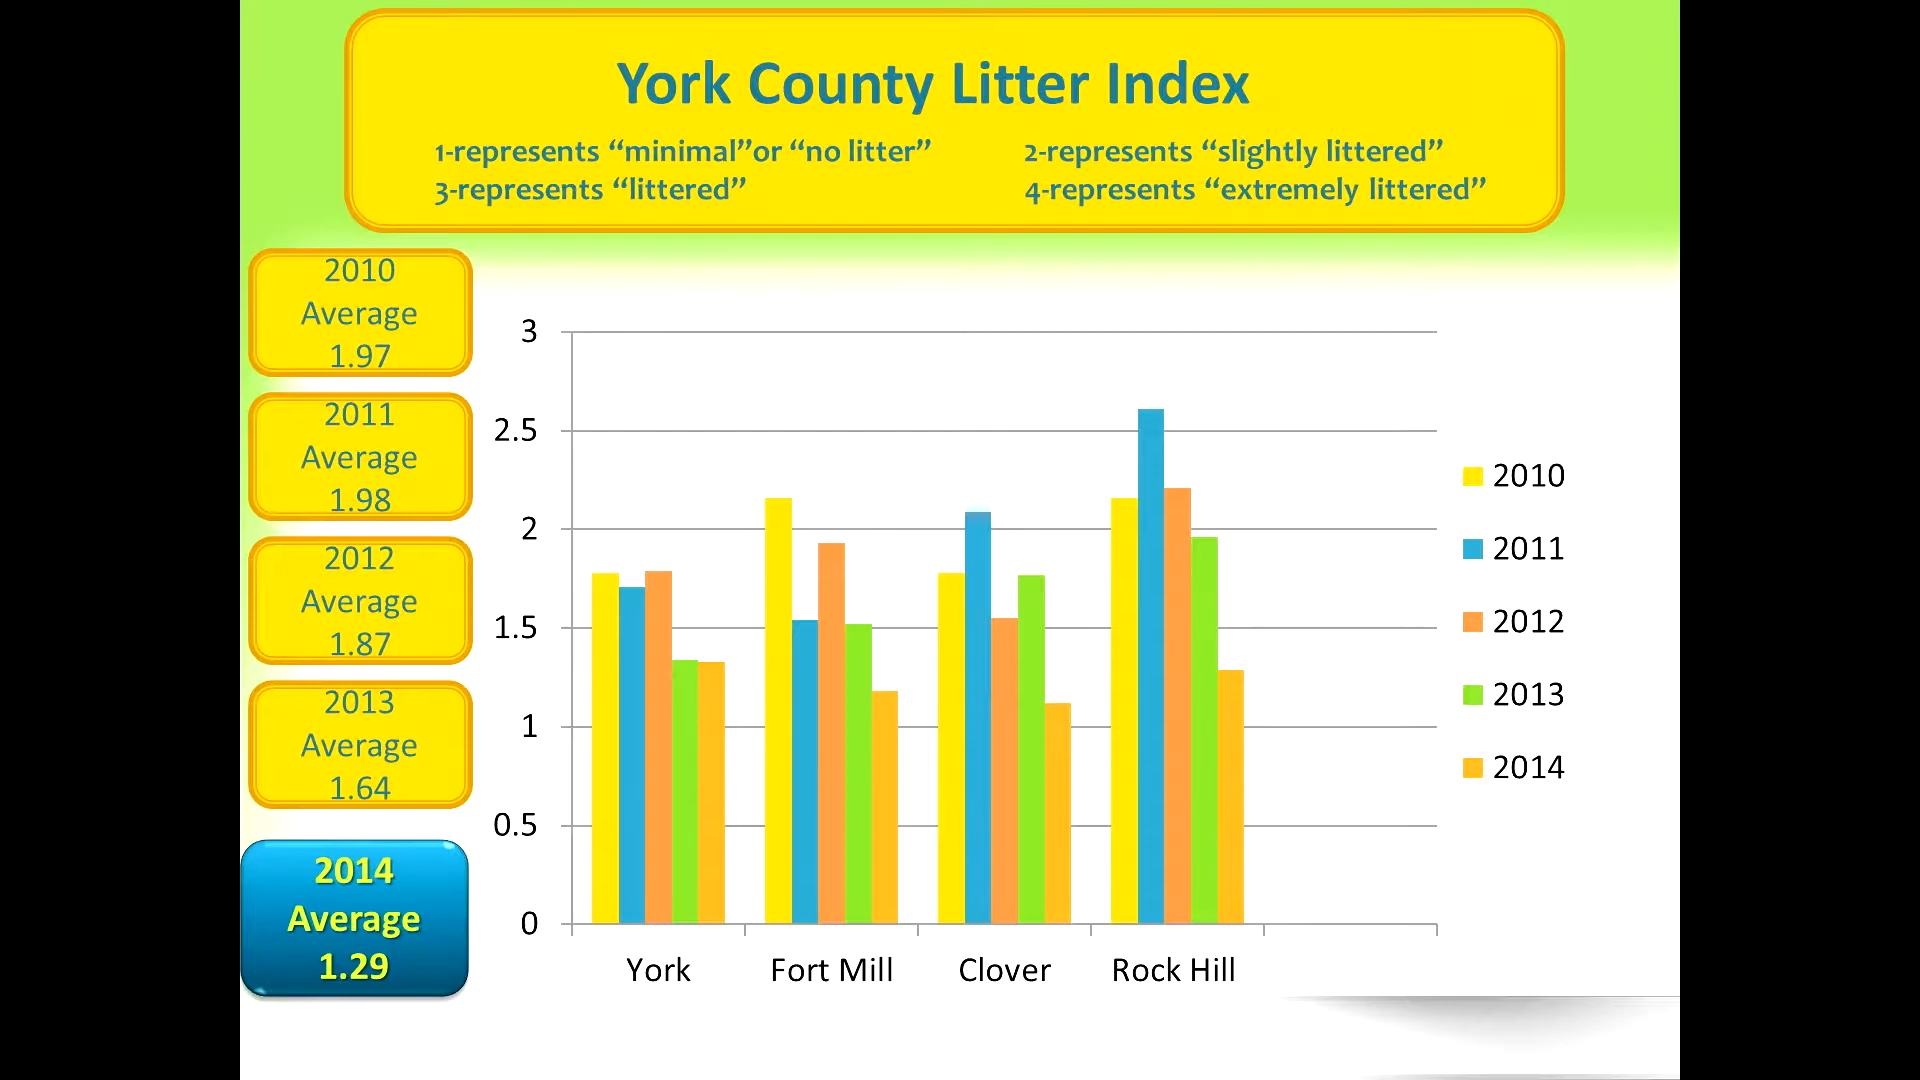 York County Litter Index
1-represents “minimal”or “no litter”
2-represents “slightly littered”
3-represents “littered”
4-represents “extremely littered”
2010
Average
1.97
2011
Average
1.98
2012
Average
1.87
2013
Average
1.64
2014
Average
1.29
3
2.5
2
1.5
1
0.5
0
York
Fort Mill
Clover
Rock Hill
2010
2011
2012
2013
2014